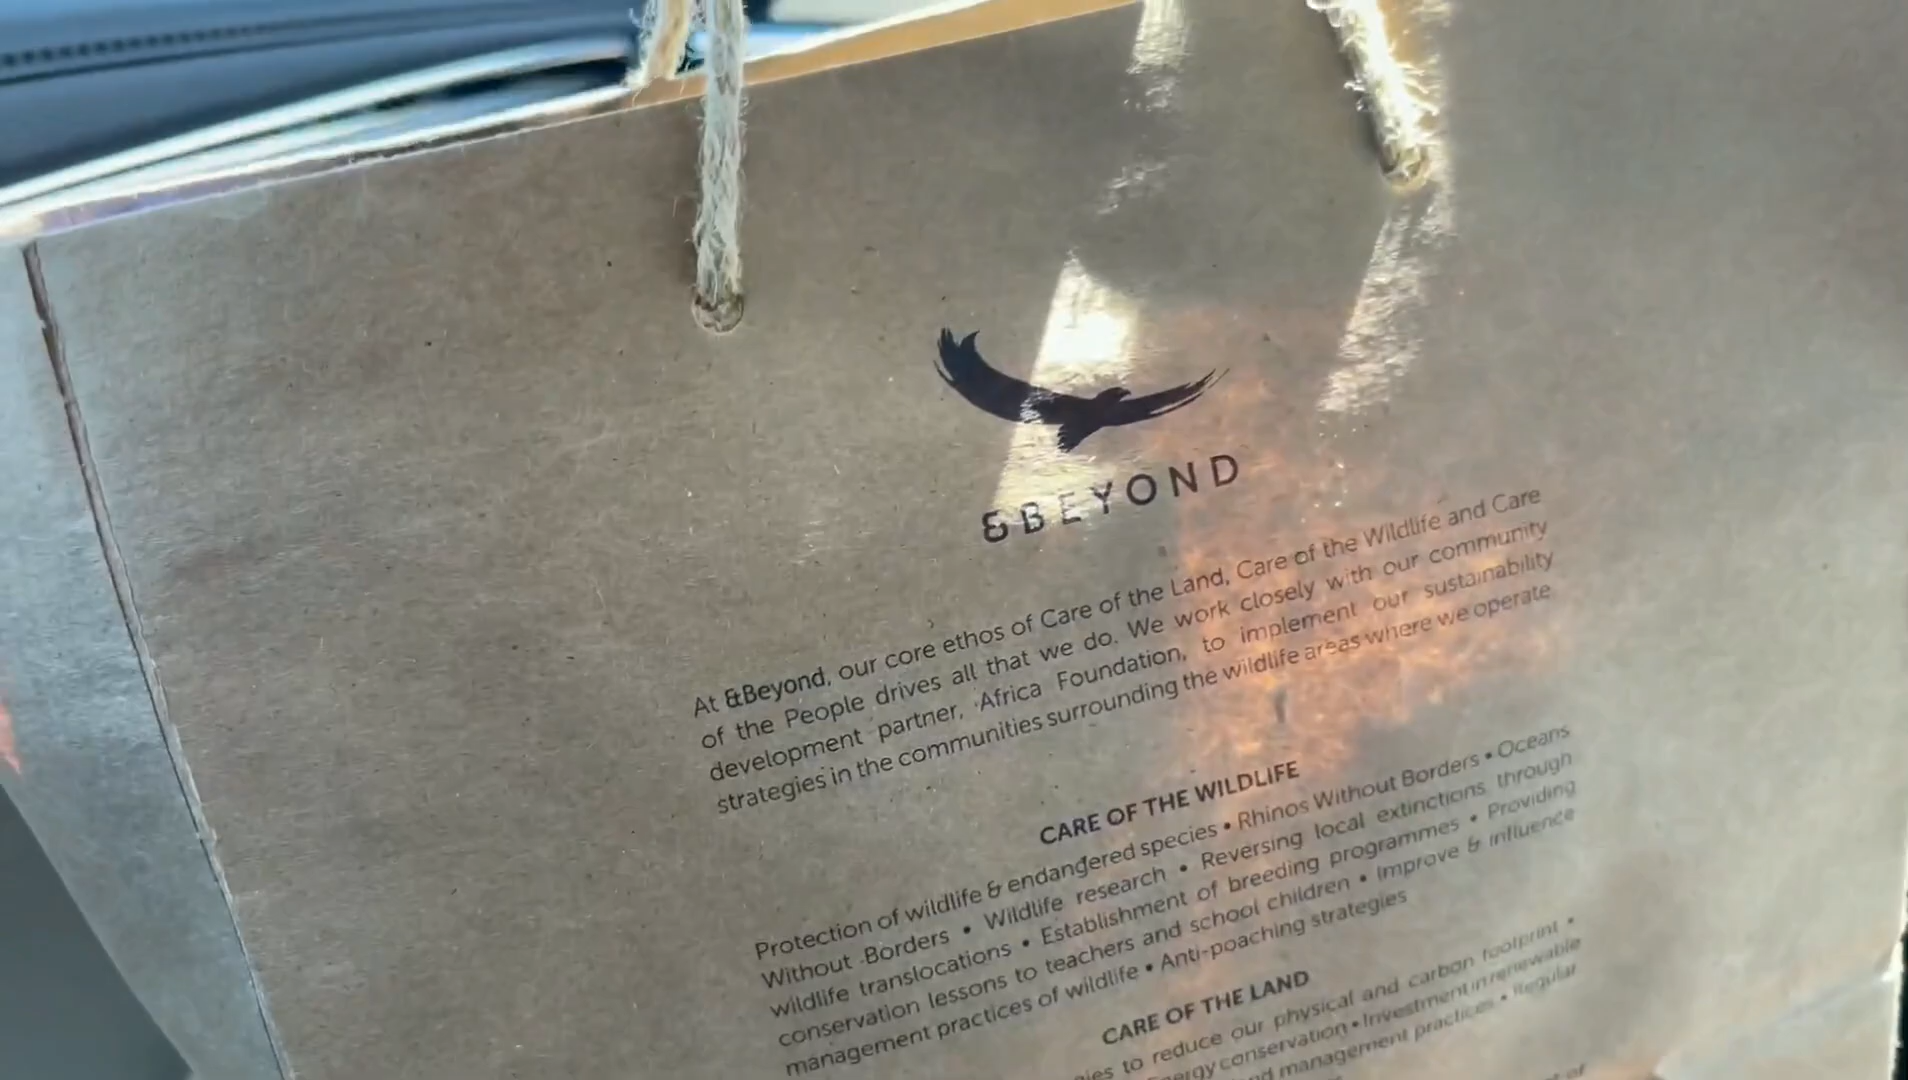 &BEYOND
At &Beyond, our core ethos of Care of the Land, Care of the Wildlife and Care
of the People drives all that we do. We work closely with our community
development partner, Africa Foundation, to implement our sustainability
strategies in the communities surrounding the wildlife areas where we operate
CARE OF THE WILDLIFE
Protection of wildlife & endangered species • Rhinos Without Borders • Oceans
Without Borders • Wildlife research • Reversing local extinctions through
wildlife translocations • Establishment of breeding programmes • Providing
conservation lessons to teachers and school children • Improve & influence
management practices of wildlife • Anti-poaching strategies
CARE OF THE LAND
to reduce our physical and carbon footprint •
conservation • Investment in renewable
management practices • Regular
of